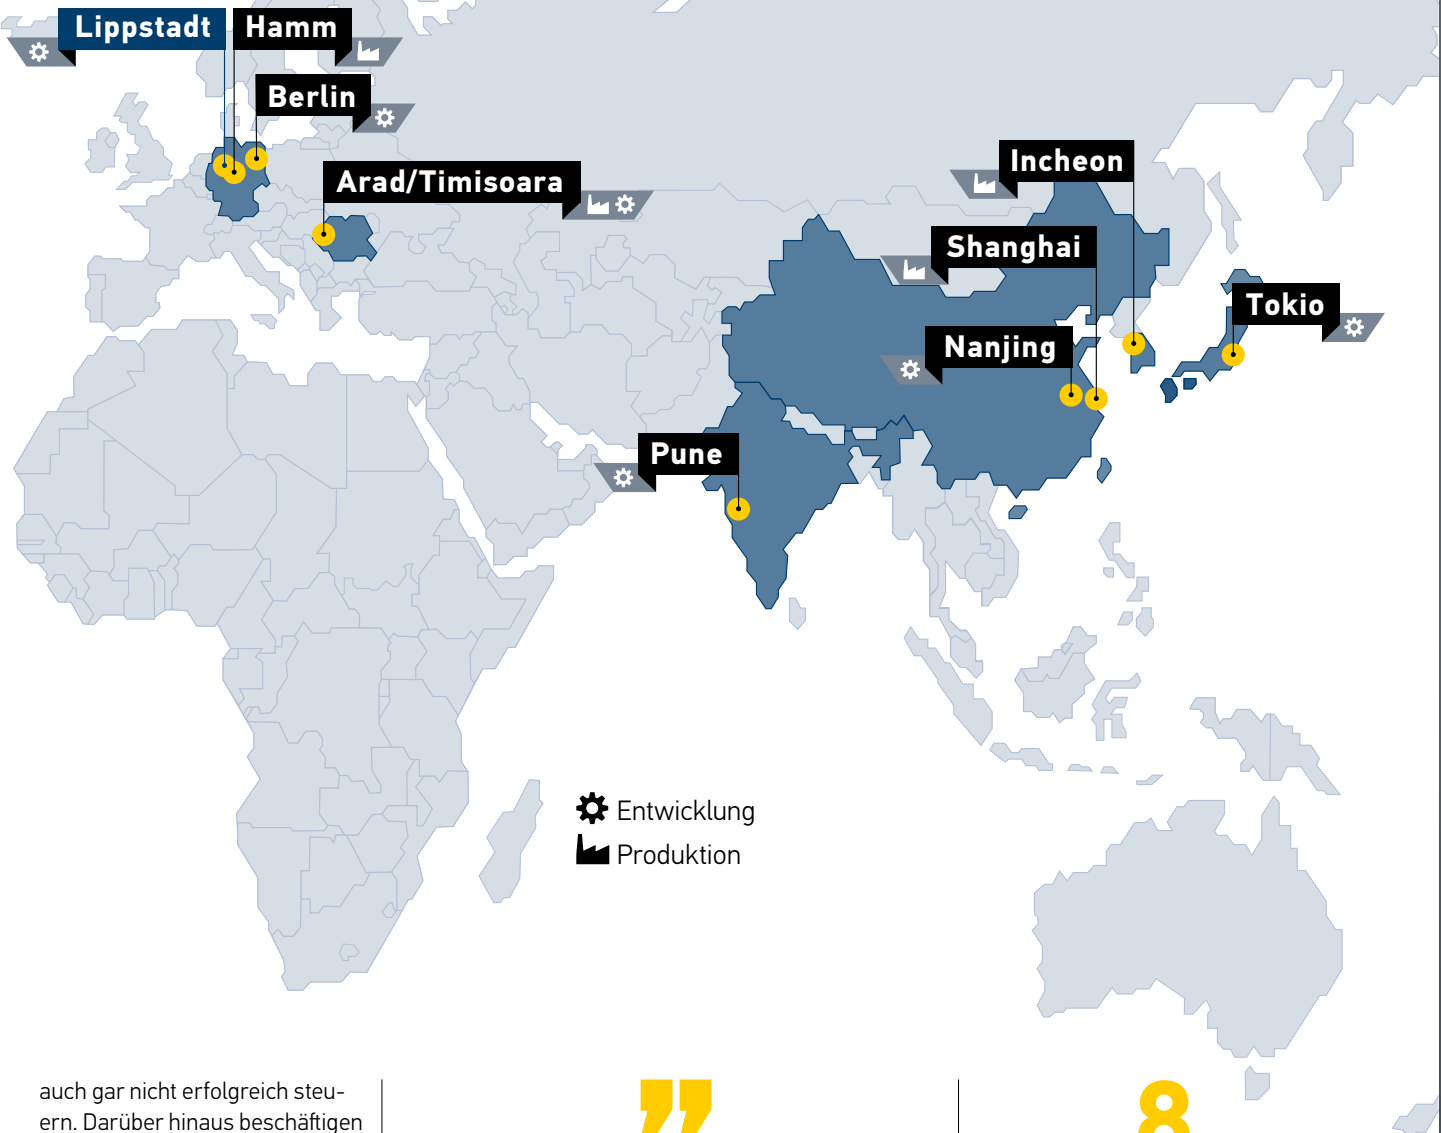 Lippstadt
Hamm
Berlin
Arad/Timisoara
Incheon
Shanghai
Tokio
Nanjing
Pune
Entwicklung
Produktion
auch gar nicht erfolgreich steu-
ern. Darüber hinaus beschäftigen
”
8